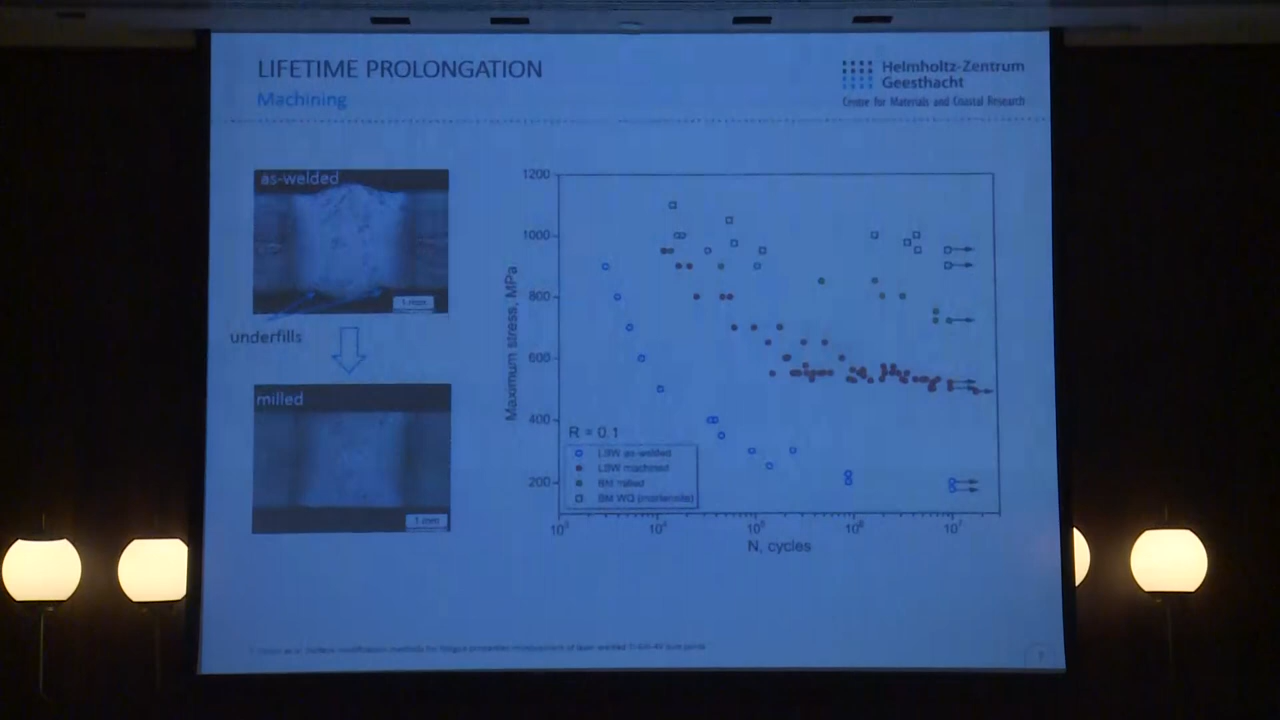 LIFETIME PROLONGATION
Machining
Helmholtz-Zentrum
Geesthacht
Centre for Materials and Coastal Research
as-welded
1 mm
underfills
milled
1 mm
Maximum stress, MPa
1200
1000
800
600
400
200
R = 0.1
LBW as-welded
LBW machined
BM milled
BM WQ (martensite)
10³
10⁴
10⁵
10⁶
10⁷
N, cycles
7